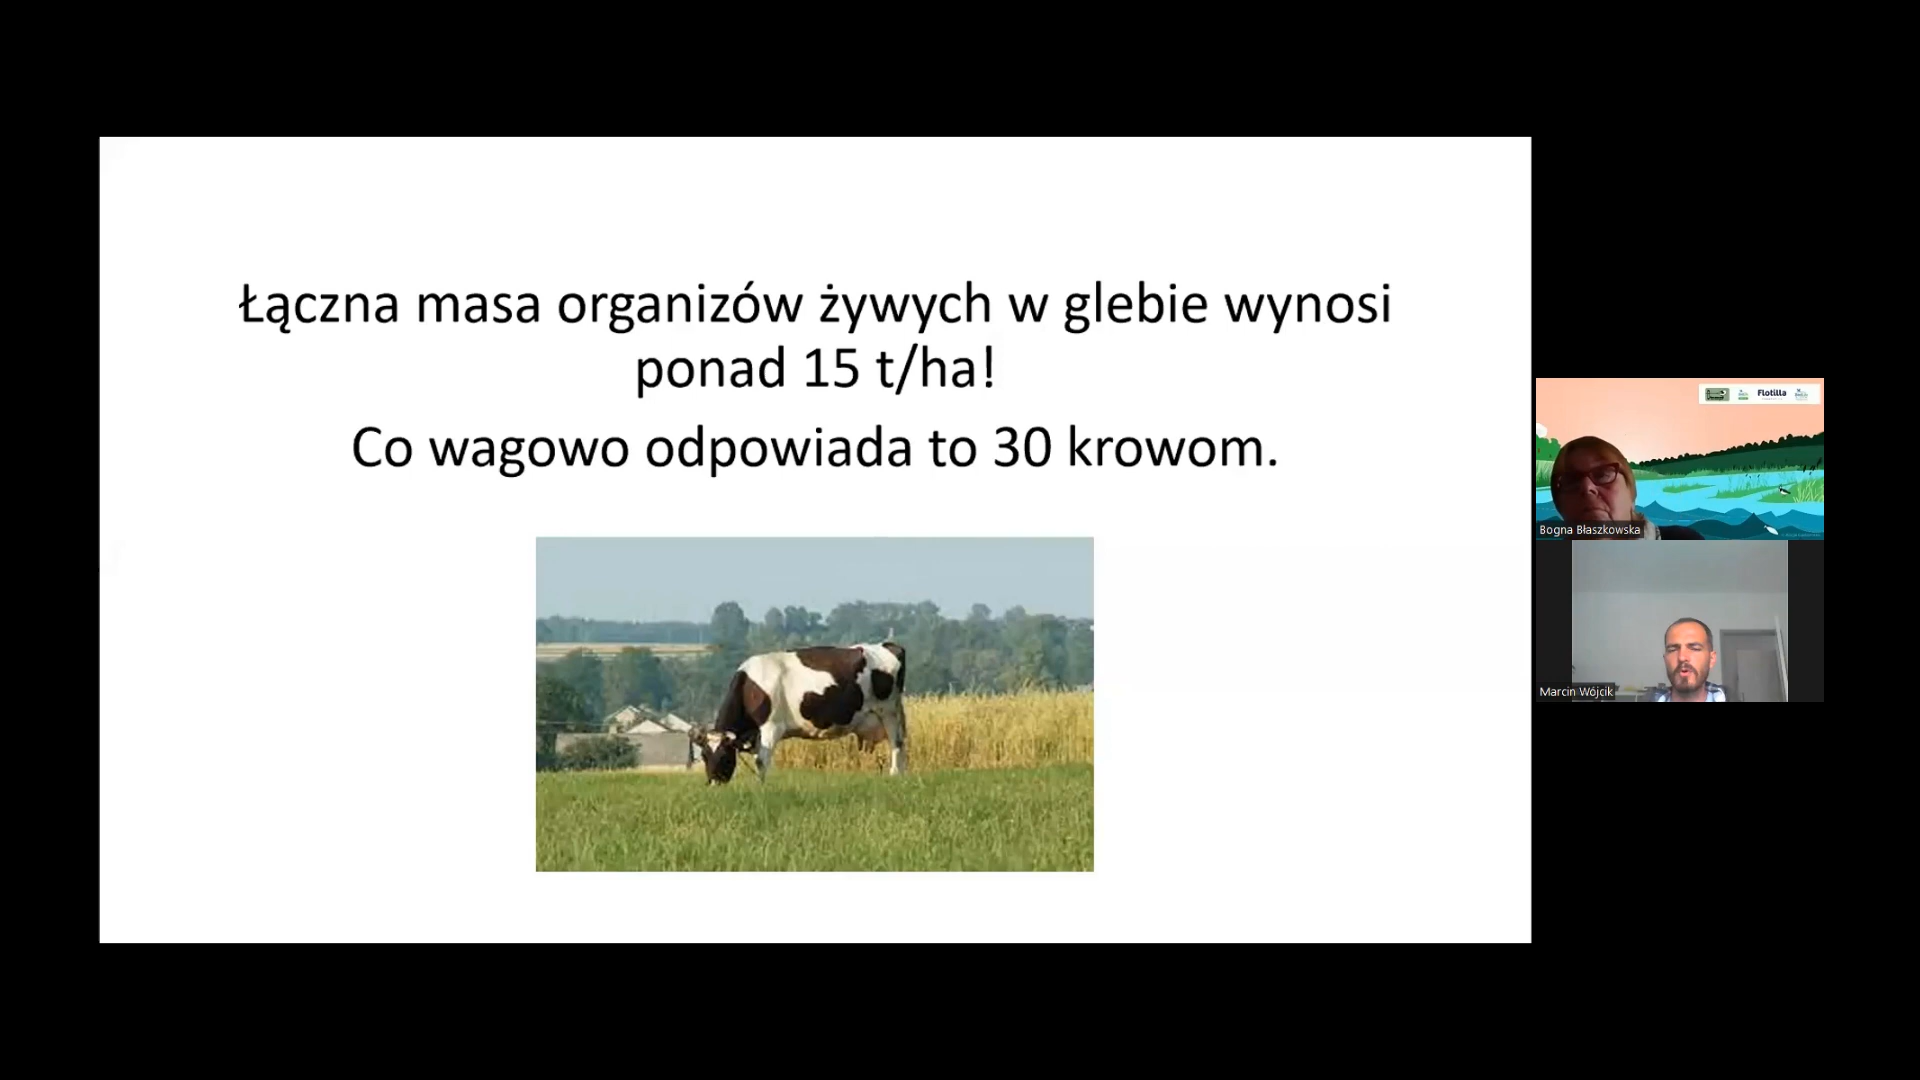 Łączna masa organizów żywych w glebie wynosi
ponad 15 t/ha!
Co wagowo odpowiada to 30 krowom.
Flotilla
Bogna Błaszkowska
Marcin Wójcik